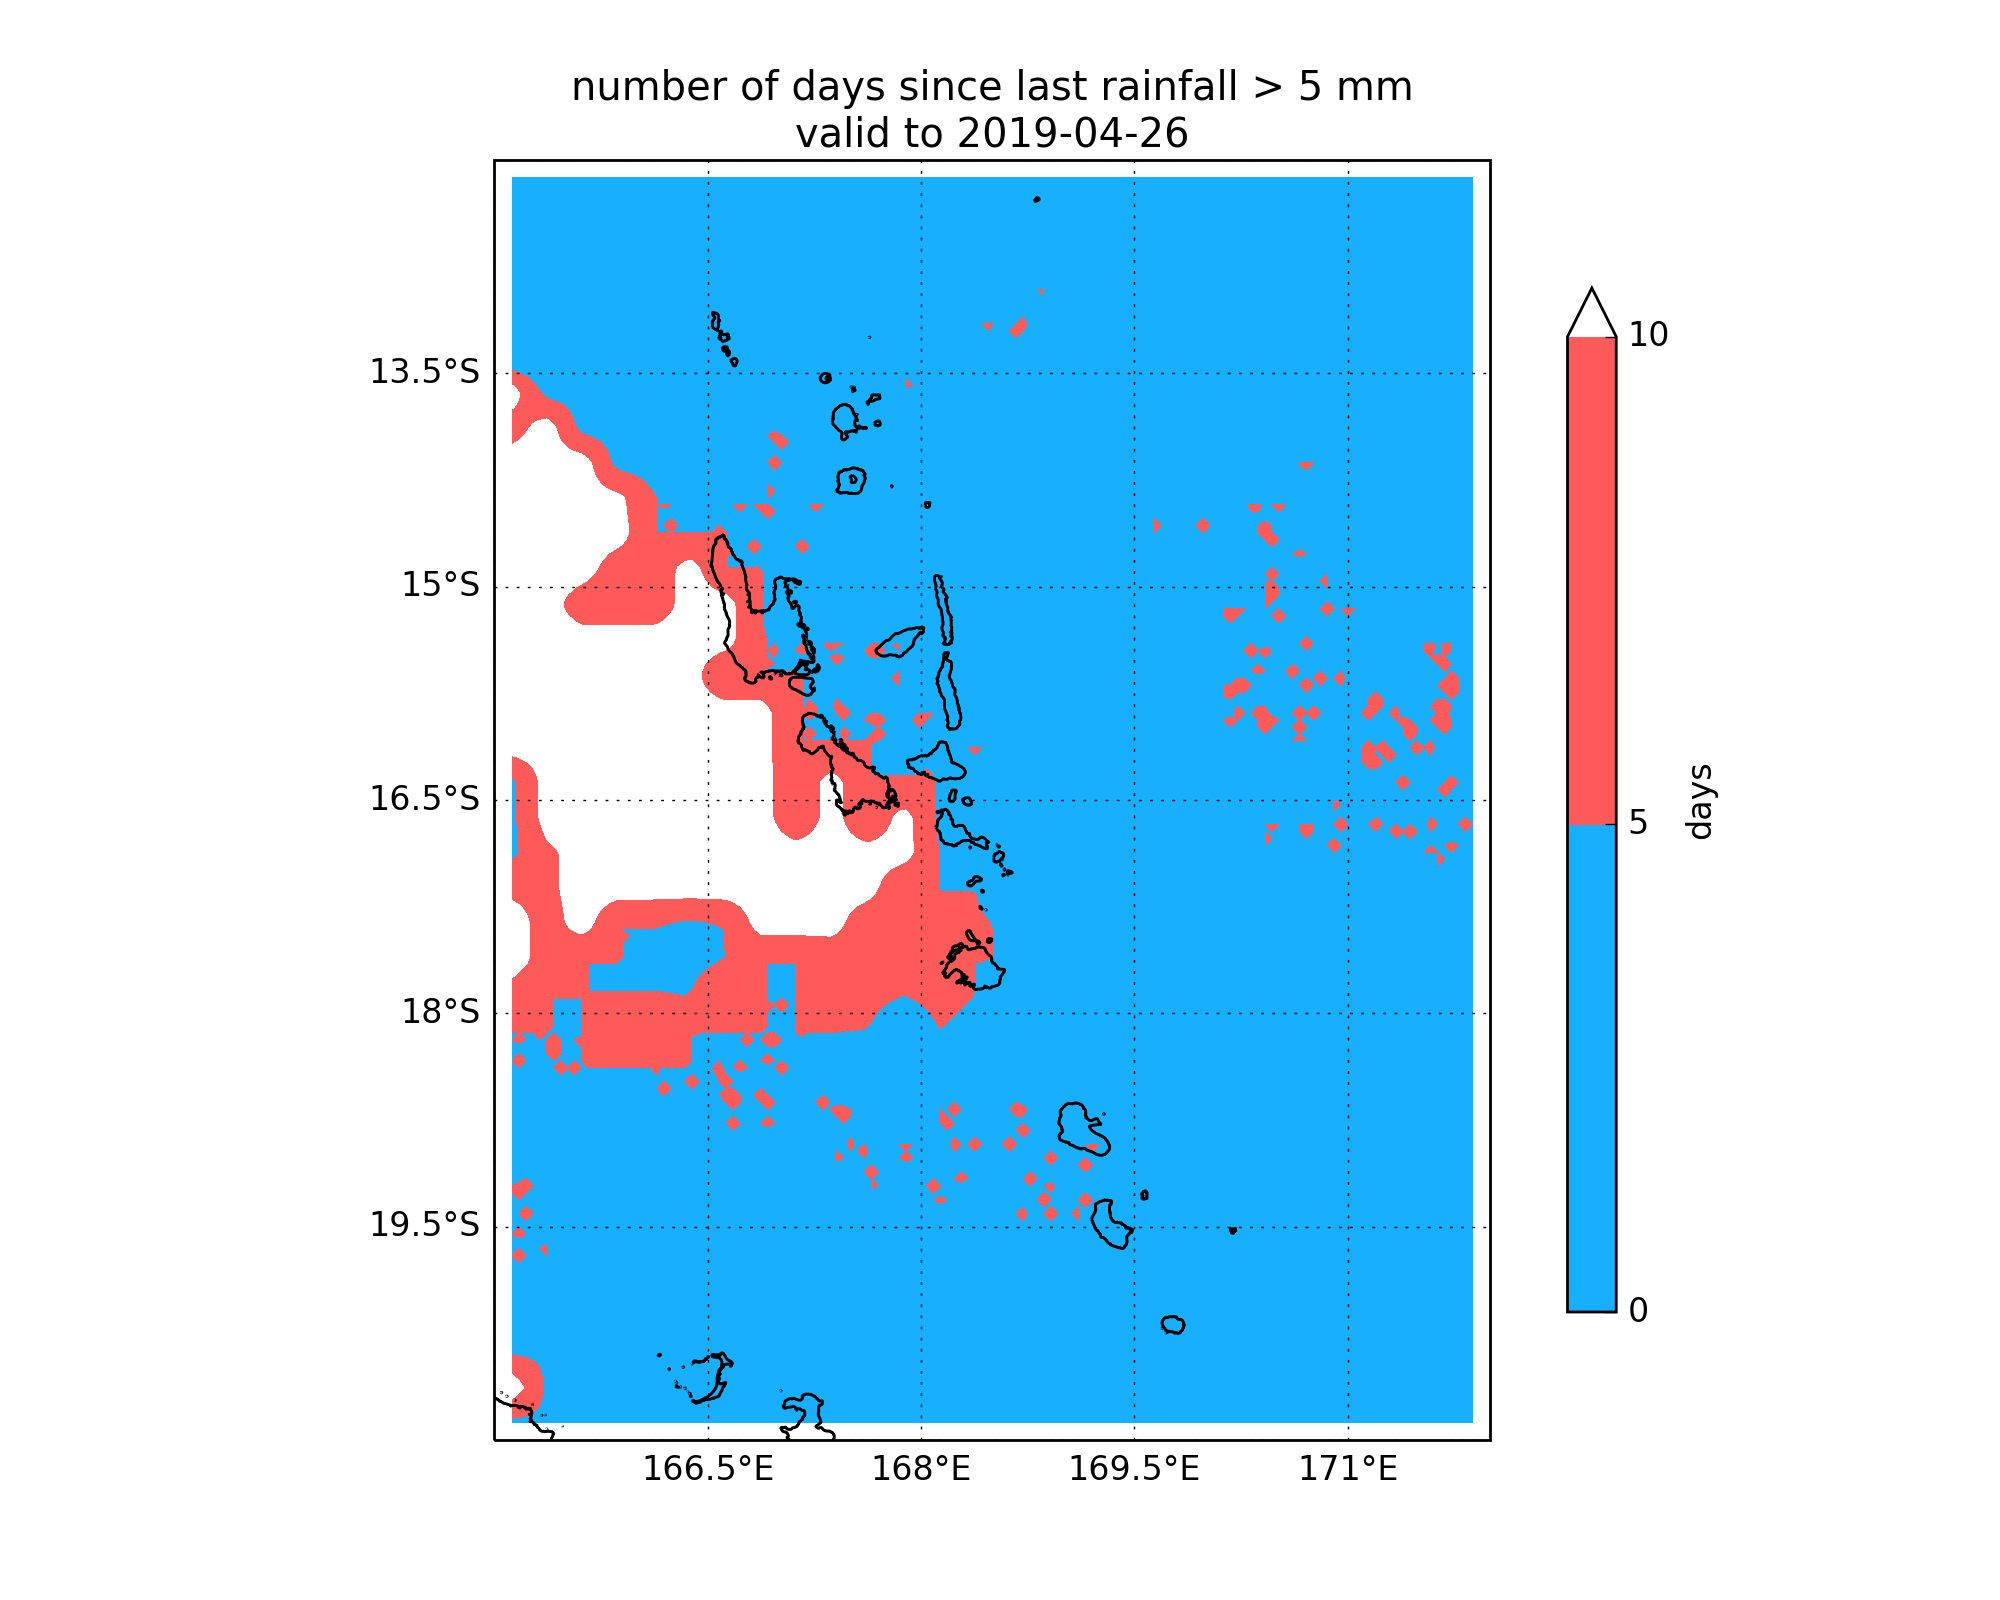 number of days since last rainfall > 5 mm
valid to 2019-04-26
13.5°S
15°S
16.5°S
18°S
19.5°S
166.5°E
168°E
169.5°E
171°E
10
5
0
days